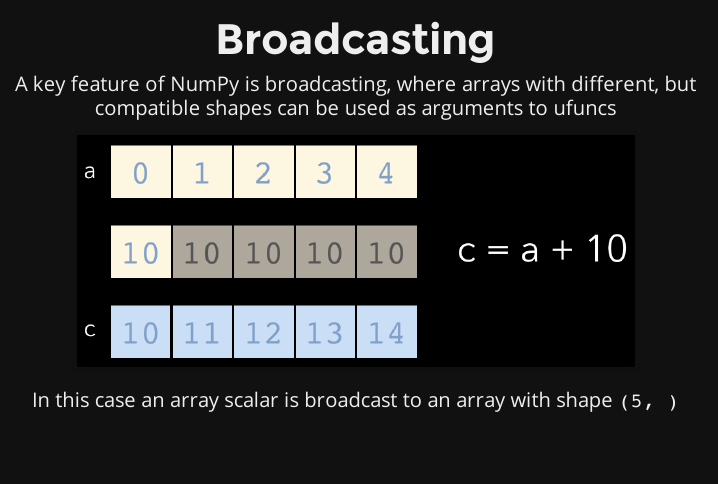 Broadcasting
A key feature of NumPy is broadcasting, where arrays with different, but
compatible shapes can be used as arguments to ufuncs
a 0 1 2 3 4
10 10 10 10 10 c = a + 10
c 10 11 12 13 14
In this case an array scalar is broadcast to an array with shape (5, )